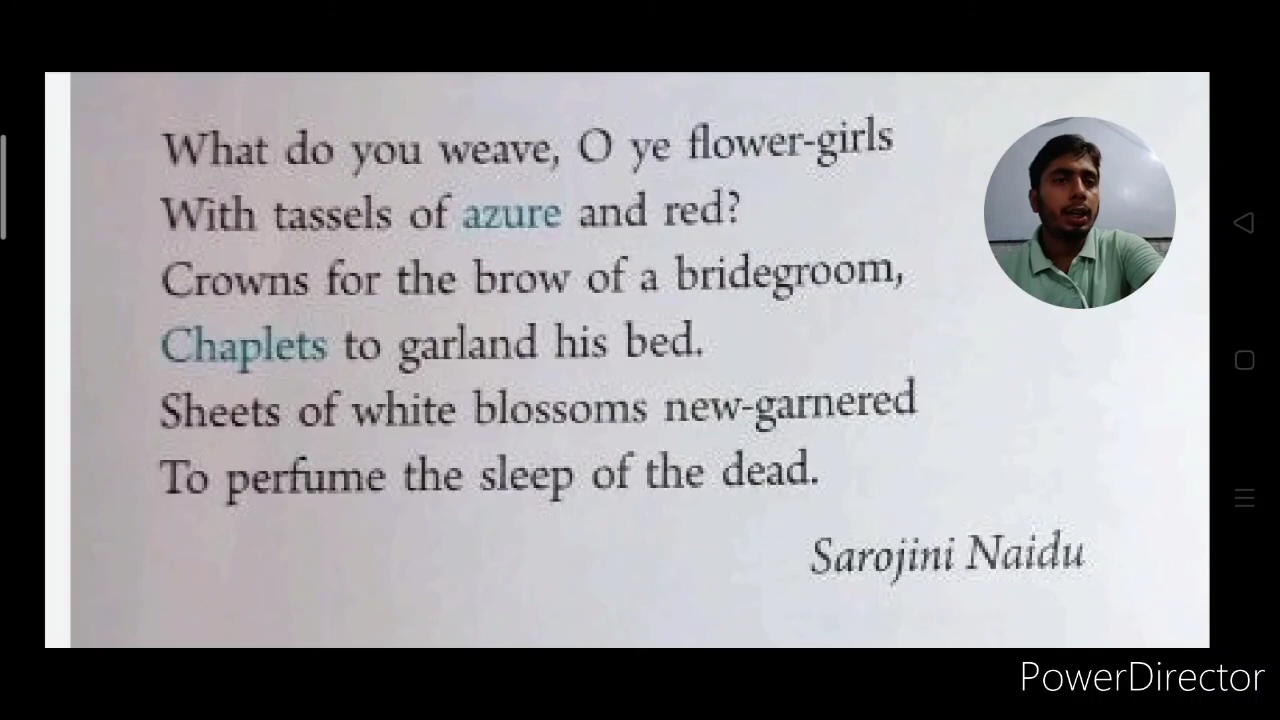 What do you weave, O ye flower-girls
With tassels of azure and red?
Crowns for the brow of a bridegroom,
Chaplets to garland his bed.
Sheets of white blossoms new-garnered
To perfume the sleep of the dead.
Sarojini Naidu
PowerDirector